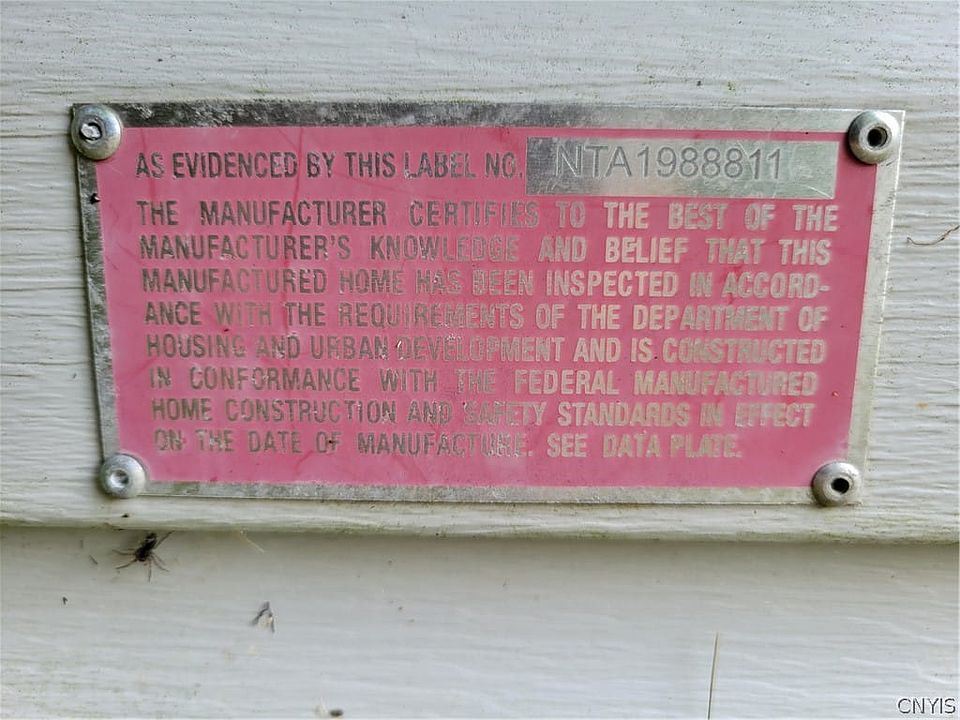 AS EVIDENCED BY THIS LABEL NO. NTA1988811
THE MANUFACTURER CERTIFIES TO THE BEST OF THE
MANUFACTURER'S KNOWLEDGE AND BELIEF THAT THIS
MANUFACTURED HOME HAS BEEN INSPECTED IN ACCORD-
ANCE WITH THE REQUIREMENTS OF THE DEPARTMENT OF
HOUSING AND URBAN DEVELOPMENT AND IS CONSTRUCTED
IN CONFORMANCE WITH THE FEDERAL MANUFACTURED
HOME CONSTRUCTION AND SAFETY STANDARDS IN EFFECT
ON THE DATE OF MANUFACTURE. SEE DATA PLATE.
CNYIS